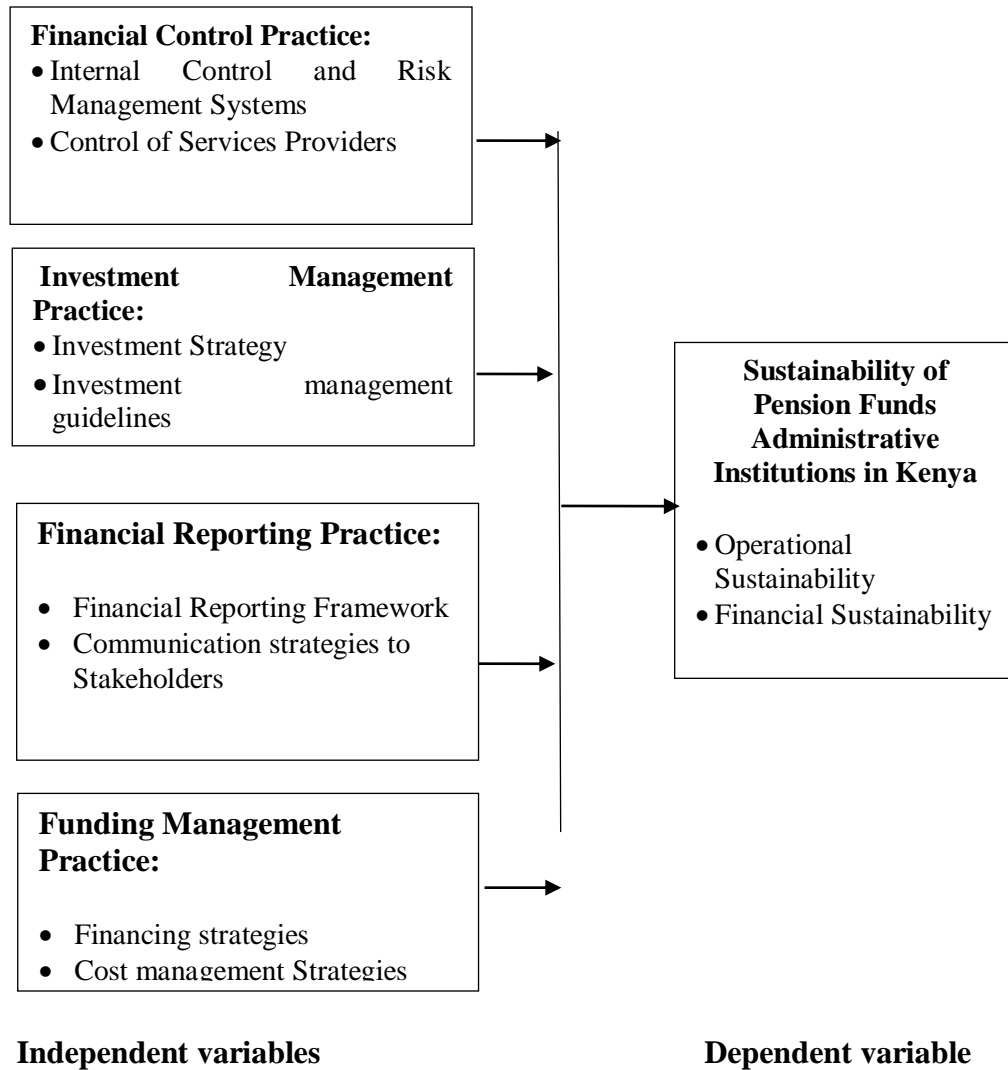 Financial Control Practice:
• Internal Control and Risk
Management Systems
• Control of Services Providers
Investment Management
Practice:
• Investment Strategy
• Investment management
guidelines
Financial Reporting Practice:
• Financial Reporting Framework
• Communication strategies to
Stakeholders
Funding Management
Practice:
• Financing strategies
• Cost management Strategies
Sustainability of
Pension Funds
Administrative
Institutions in Kenya
• Operational
Sustainability
• Financial Sustainability
Independent variables
Dependent variable